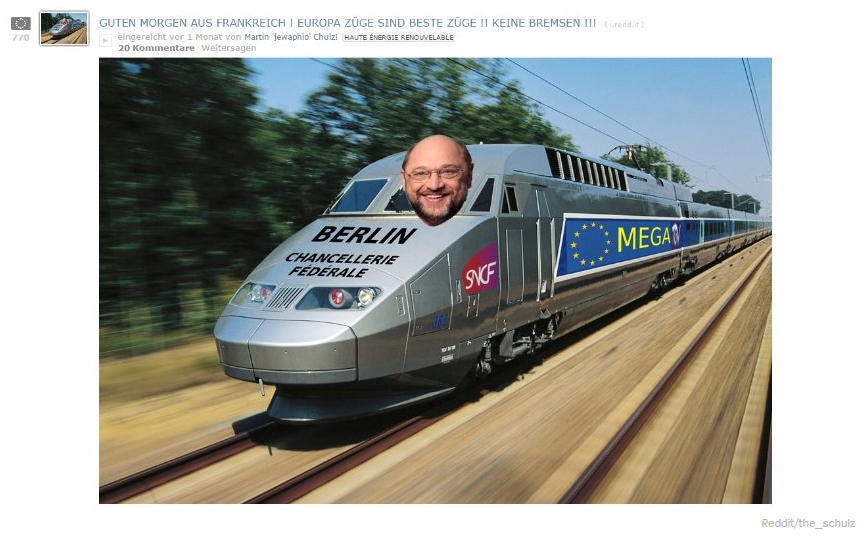 GUTEN MORGEN AUS FRANKREICH ! EUROPA ZÜGE SIND BESTE ZÜGE !! KEINE BREMSEN !!! ( i.redd.it )
770
eingereicht vor 1 Monat von Martin 'jewaphio' Chulz! HAUTE ÉNERGIE RENOUVELABLE
20 Kommentare Weitersagen
BERLIN
CHANCELLERIE
FÉDÉRALE
SNCF
MEGA
Reddit/the_schulz